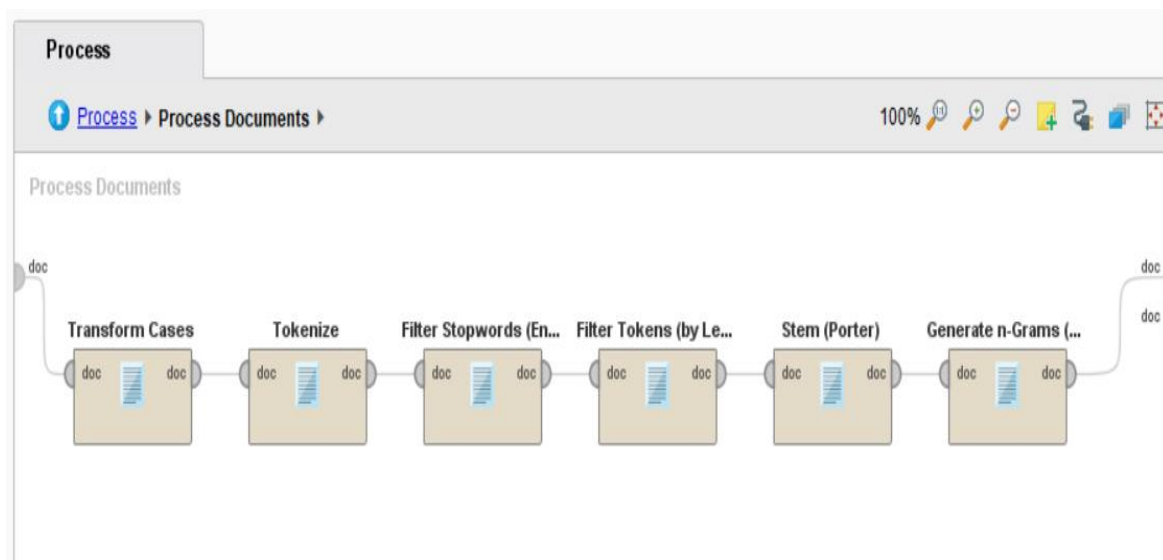 Process
Process ▸ Process Documents ▸
100%
Process Documents
doc
doc
doc
Transform Cases
Tokenize
Filter Stopwords (En...
Filter Tokens (by Le...
Stem (Porter)
Generate n-Grams (...
doc doc
doc doc
doc doc
doc doc
doc doc
doc doc